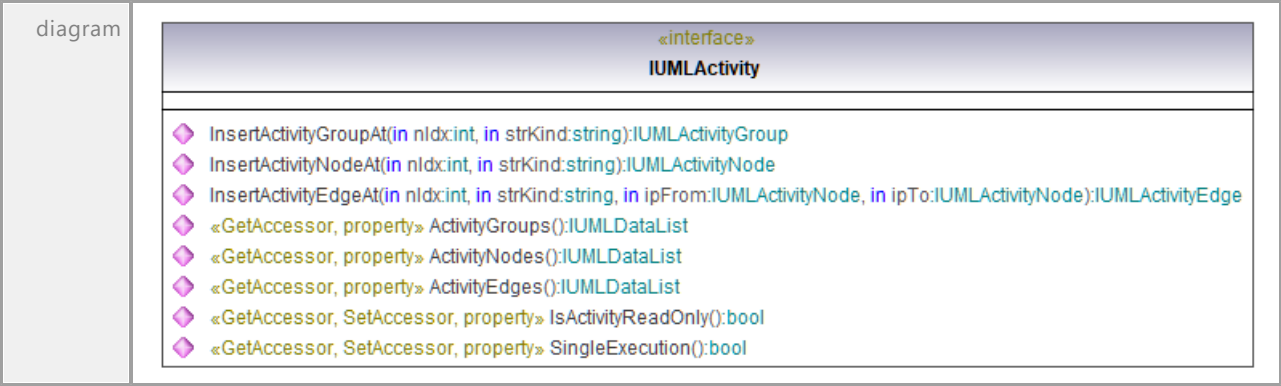 diagram
«interface»
IUMLActivity
InsertActivityGroupAt(in nIdx:int, in strKind:string):IUMLActivityGroup
InsertActivityNodeAt(in nIdx:int, in strKind:string):IUMLActivityNode
InsertActivityEdgeAt(in nIdx:int, in strKind:string, in ipFrom:IUMLActivityNode, in ipTo:IUMLActivityNode):IUMLActivityEdge
«GetAccessor, property» ActivityGroups():IUMLDataList
«GetAccessor, property» ActivityNodes():IUMLDataList
«GetAccessor, property» ActivityEdges():IUMLDataList
«GetAccessor, SetAccessor, property» IsActivityReadOnly():bool
«GetAccessor, SetAccessor, property» SingleExecution():bool